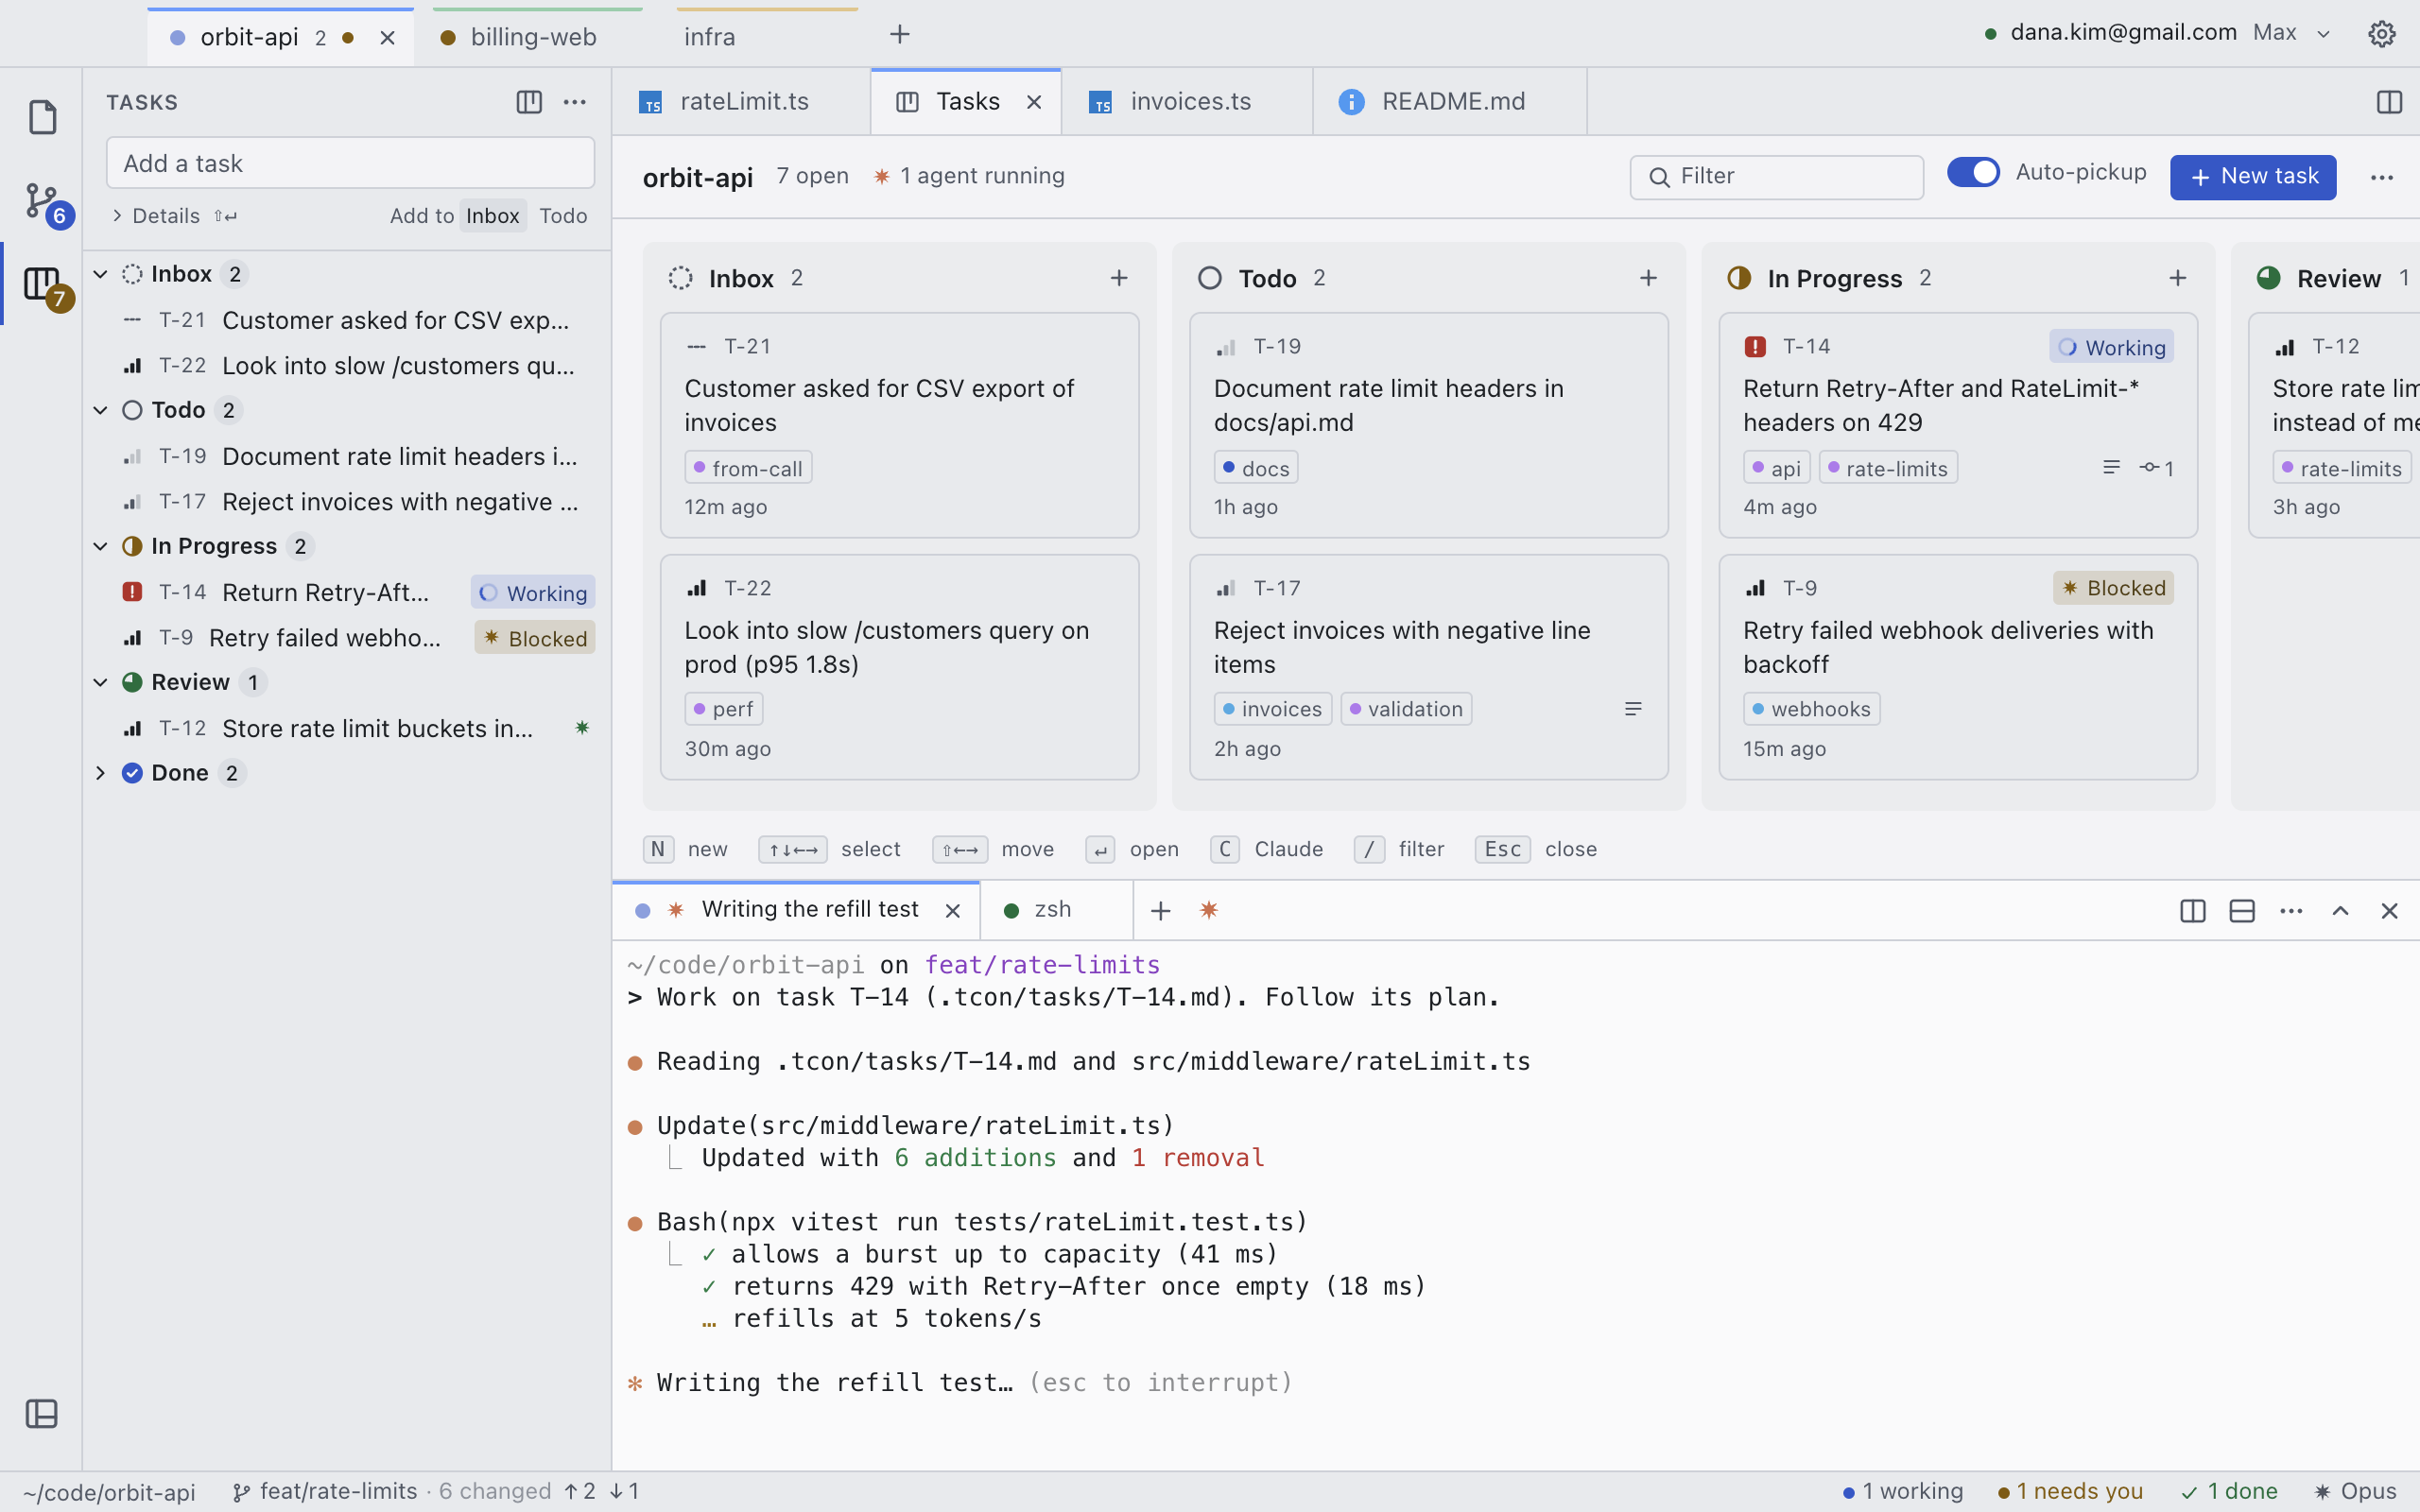 orbit-api 2
billing-web
infra
dana.kim@gmail.com Max
6
7
TASKS
Add a task
Details ⇧↵
Add to Inbox Todo
Inbox 2
T-21 Customer asked for CSV exp...
T-22 Look into slow /customers qu...
Todo 2
T-19 Document rate limit headers i...
T-17 Reject invoices with negative ...
In Progress 2
T-14 Return Retry-Aft... Working
T-9 Retry failed webho... Blocked
Review 1
T-12 Store rate limit buckets in...
Done 2
TS rateLimit.ts
Tasks
TS invoices.ts
README.md
orbit-api 7 open 1 agent running
Filter
Auto-pickup
+ New task
Inbox 2
T-21
Customer asked for CSV export of
invoices
from-call
12m ago
T-22
Look into slow /customers query on
prod (p95 1.8s)
perf
30m ago
Todo 2
T-19
Document rate limit headers in
docs/api.md
docs
1h ago
T-17
Reject invoices with negative line
items
invoices validation
2h ago
In Progress 2
T-14 Working
Return Retry-After and RateLimit-*
headers on 429
api rate-limits 1
4m ago
T-9 Blocked
Retry failed webhook deliveries with
backoff
webhooks
15m ago
Review 1
T-12
Store rate lim
instead of me
rate-limits
3h ago
N new ↑↓←→ select ⇧←→ move ↵ open C Claude / filter Esc close
Writing the refill test
zsh
~/code/orbit-api on feat/rate-limits
> Work on task T-14 (.tcon/tasks/T-14.md). Follow its plan.
Reading .tcon/tasks/T-14.md and src/middleware/rateLimit.ts
Update(src/middleware/rateLimit.ts)
Updated with 6 additions and 1 removal
Bash(npx vitest run tests/rateLimit.test.ts)
✓ allows a burst up to capacity (41 ms)
✓ returns 429 with Retry-After once empty (18 ms)
… refills at 5 tokens/s
✻ Writing the refill test… (esc to interrupt)
~/code/orbit-api feat/rate-limits · 6 changed ↑2 ↓1
1 working 1 needs you ✓ 1 done Opus